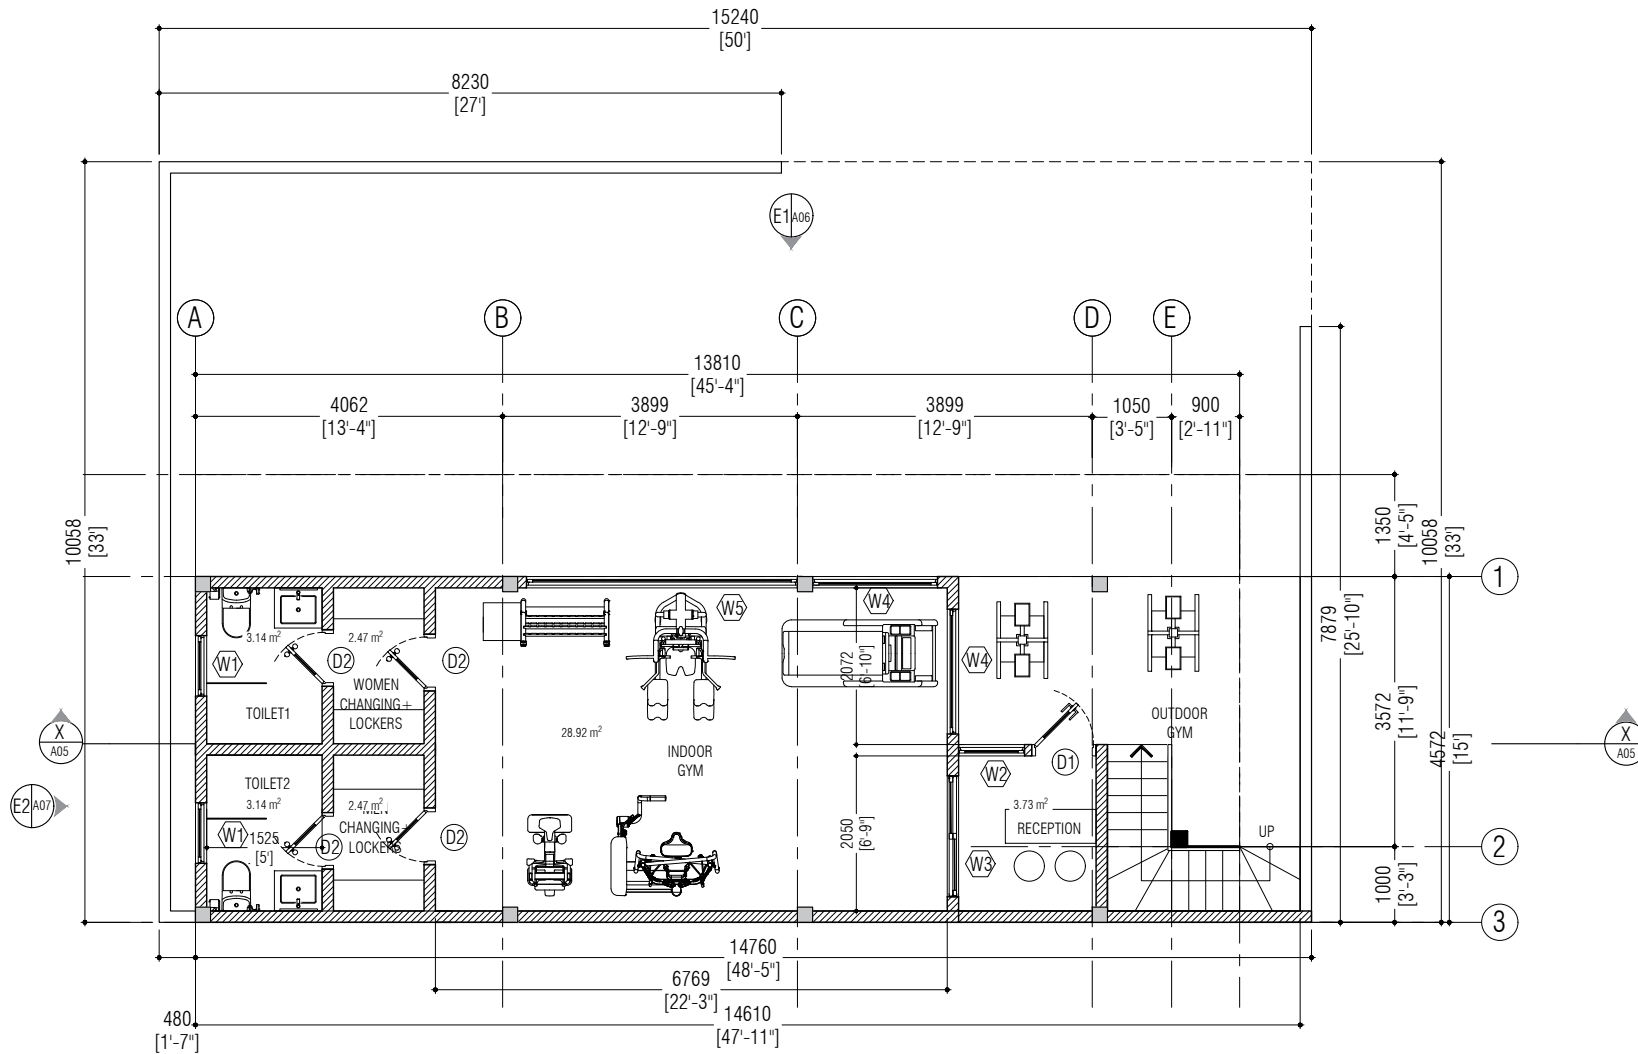 15240
[50']
8230
[27']
E1 A06
A
B
C
D
E
13810
[45'-4"]
4062
[13'-4"]
3899
[12'-9"]
3899
[12'-9"]
1050
[3'-5"]
900
[2'-11"]
10058
[33']
1350
[4'-5"]
10058
[33']
7879
[25'-10"]
3572
[11'-9"]
4572
[15']
1000
[3'-3"]
1
2
3
W5
W4
3.14 m²
2.47 m²
W1
D2
D2
WOMEN
CHANGING+
LOCKERS
TOILET1
2072
[6'-10"]
W4
OUTDOOR
GYM
X
A05
X
A05
28.92 m²
INDOOR
GYM
D1
W2
TOILET2
3.14 m²
2.47 m²
MEN
CHANGING+
LOCKERS
E2 A07
W1
1525
[5']
D2
D2
2050
[6'-9"]
3.73 m²
RECEPTION
UP
W3
14760
[48'-5"]
6769
[22'-3"]
480
[1'-7"]
14610
[47'-11"]